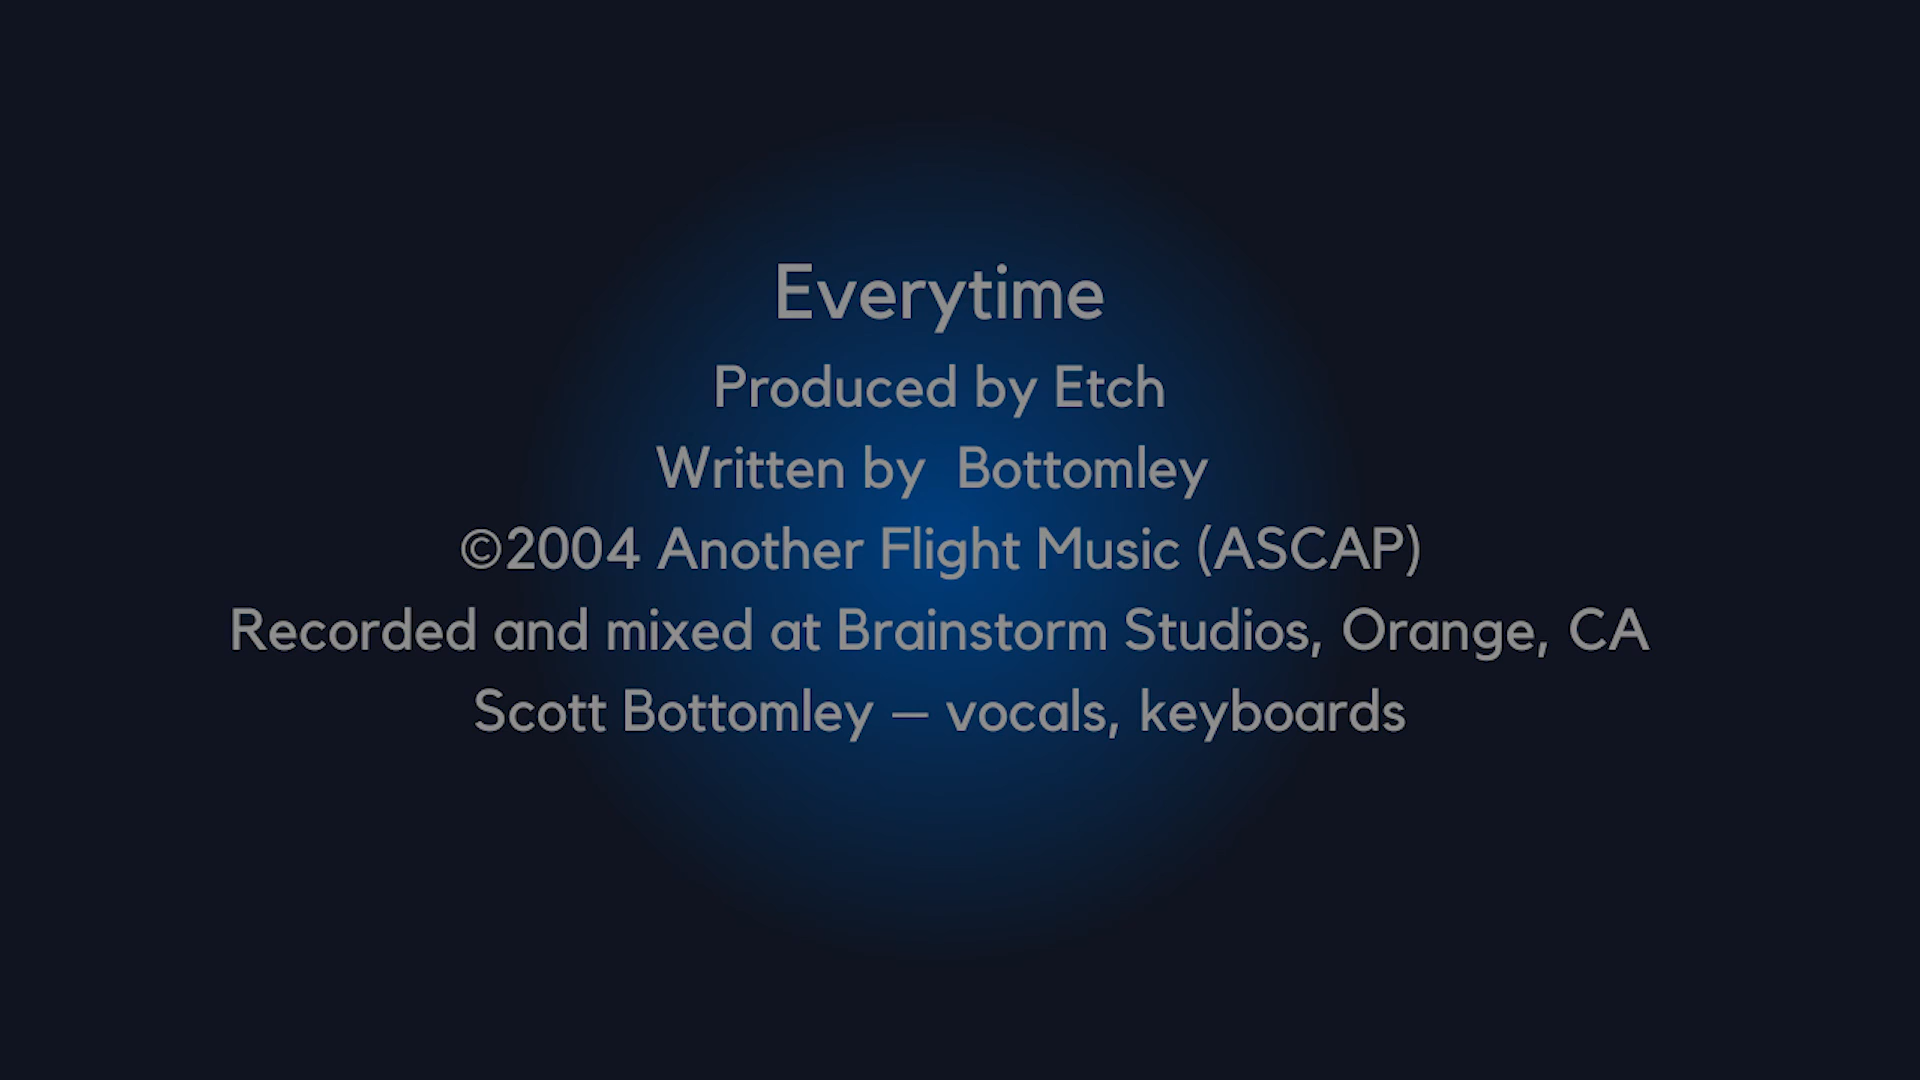 Everytime
Produced by Etch
Written by  Bottomley
©2004 Another Flight Music (ASCAP)
Recorded and mixed at Brainstorm Studios, Orange, CA
Scott Bottomley – vocals, keyboards